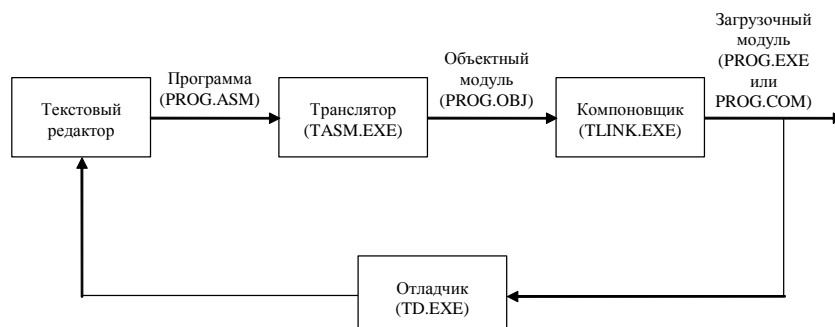 Текстовый
редактор
Программа
(PROG.ASM)
Транслятор
(TASM.EXE)
Объектный
модуль
(PROG.OBJ)
Компоновщик
(TLINK.EXE)
Загрузочный
модуль
(PROG.EXE
или
PROG.COM)
Отладчик
(TD.EXE)